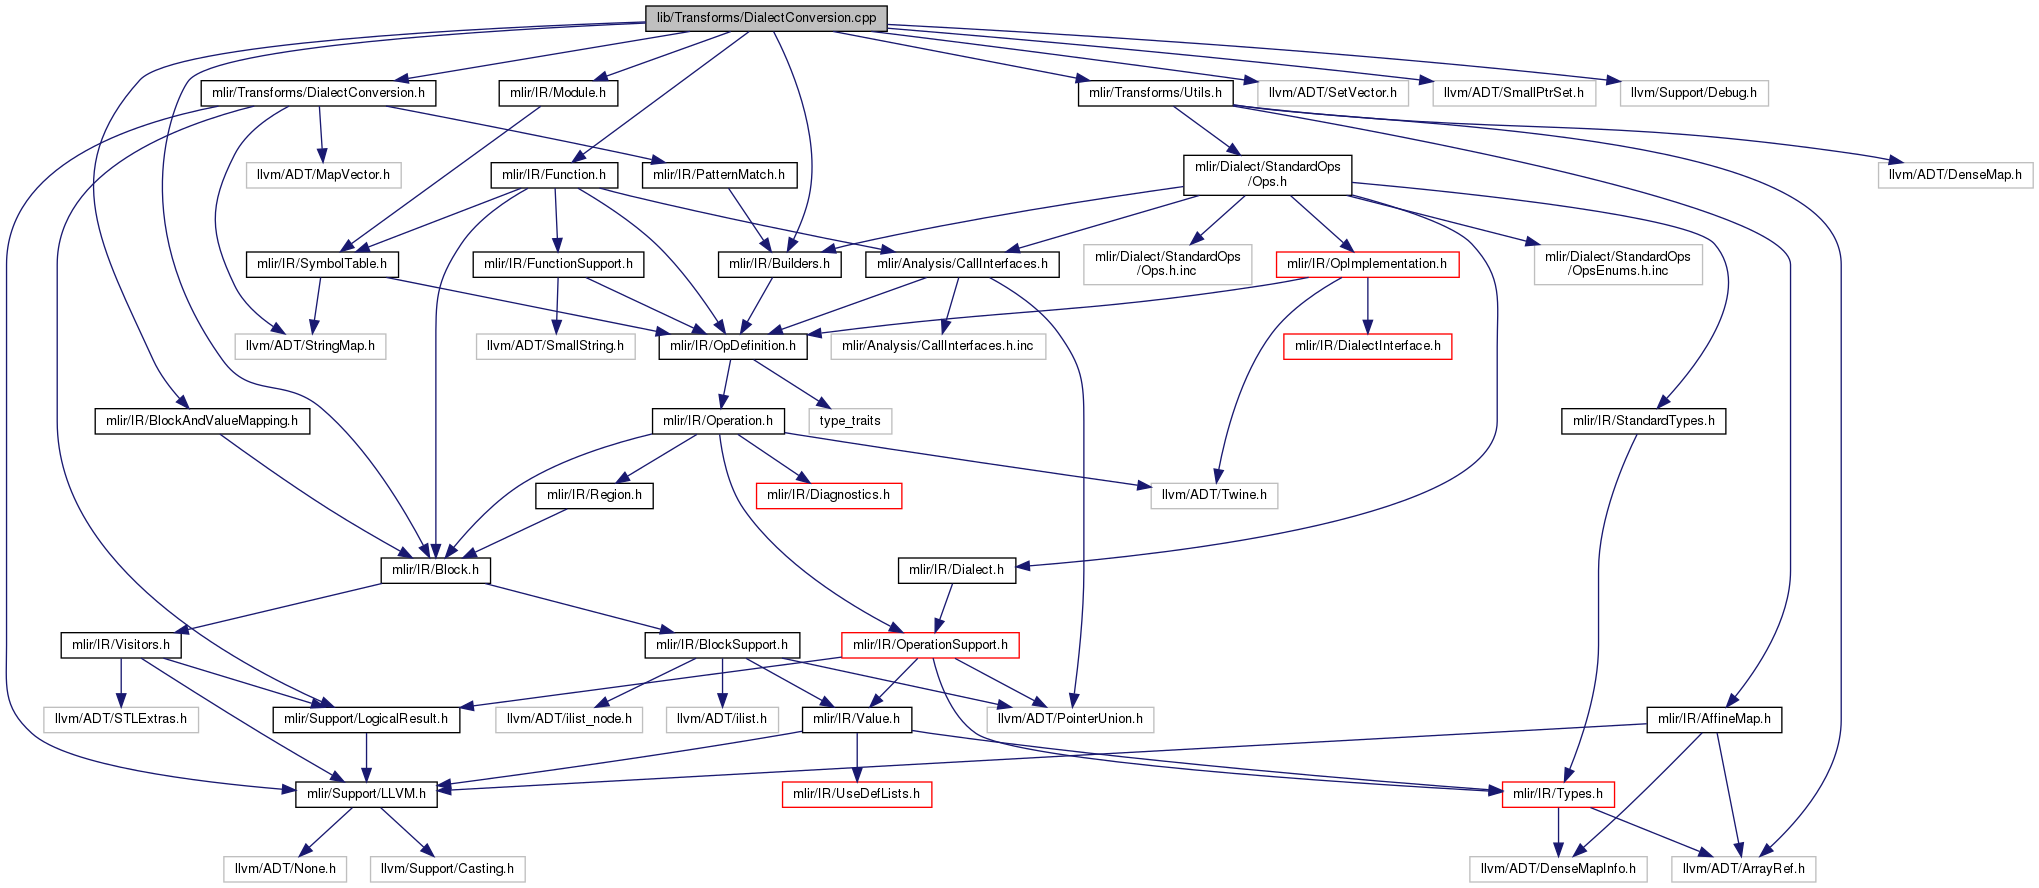 lib/Transforms/DialectConversion.cpp
mlir/Transforms/DialectConversion.h
mlir/IR/Module.h
mlir/Transforms/Utils.h
llvm/ADT/SetVector.h
llvm/ADT/SmallPtrSet.h
llvm/Support/Debug.h
llvm/ADT/MapVector.h
mlir/IR/Function.h
mlir/IR/PatternMatch.h
mlir/Dialect/StandardOps
/Ops.h
llvm/ADT/DenseMap.h
mlir/IR/SymbolTable.h
mlir/IR/FunctionSupport.h
mlir/IR/Builders.h
mlir/Analysis/CallInterfaces.h
mlir/Dialect/StandardOps
/Ops.h.inc
mlir/IR/OpImplementation.h
mlir/Dialect/StandardOps
/OpsEnums.h.inc
llvm/ADT/StringMap.h
llvm/ADT/SmallString.h
mlir/IR/OpDefinition.h
mlir/Analysis/CallInterfaces.h.inc
mlir/IR/DialectInterface.h
mlir/IR/BlockAndValueMapping.h
mlir/IR/Operation.h
type_traits
mlir/IR/StandardTypes.h
mlir/IR/Region.h
mlir/IR/Diagnostics.h
llvm/ADT/Twine.h
mlir/IR/Block.h
mlir/IR/Dialect.h
mlir/IR/Visitors.h
mlir/IR/BlockSupport.h
mlir/IR/OperationSupport.h
llvm/ADT/STLExtras.h
mlir/Support/LogicalResult.h
llvm/ADT/ilist_node.h
llvm/ADT/ilist.h
mlir/IR/Value.h
llvm/ADT/PointerUnion.h
mlir/IR/AffineMap.h
mlir/Support/LLVM.h
mlir/IR/UseDefLists.h
mlir/IR/Types.h
llvm/ADT/None.h
llvm/Support/Casting.h
llvm/ADT/DenseMapInfo.h
llvm/ADT/ArrayRef.h